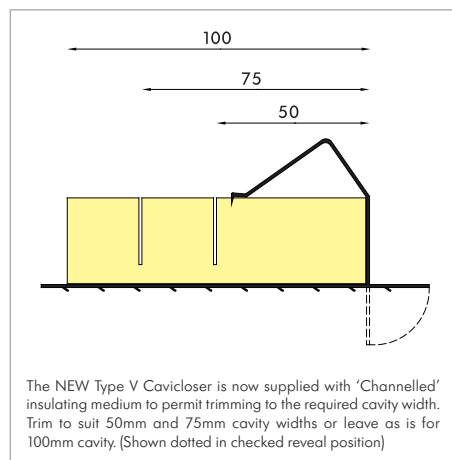 100
75
50
The NEW Type V Cavicloser is now supplied with ‘Channelled’
insulating medium to permit trimming to the required cavity width.
Trim to suit 50mm and 75mm cavity widths or leave as is for
100mm cavity. (Shown dotted in checked reveal position)